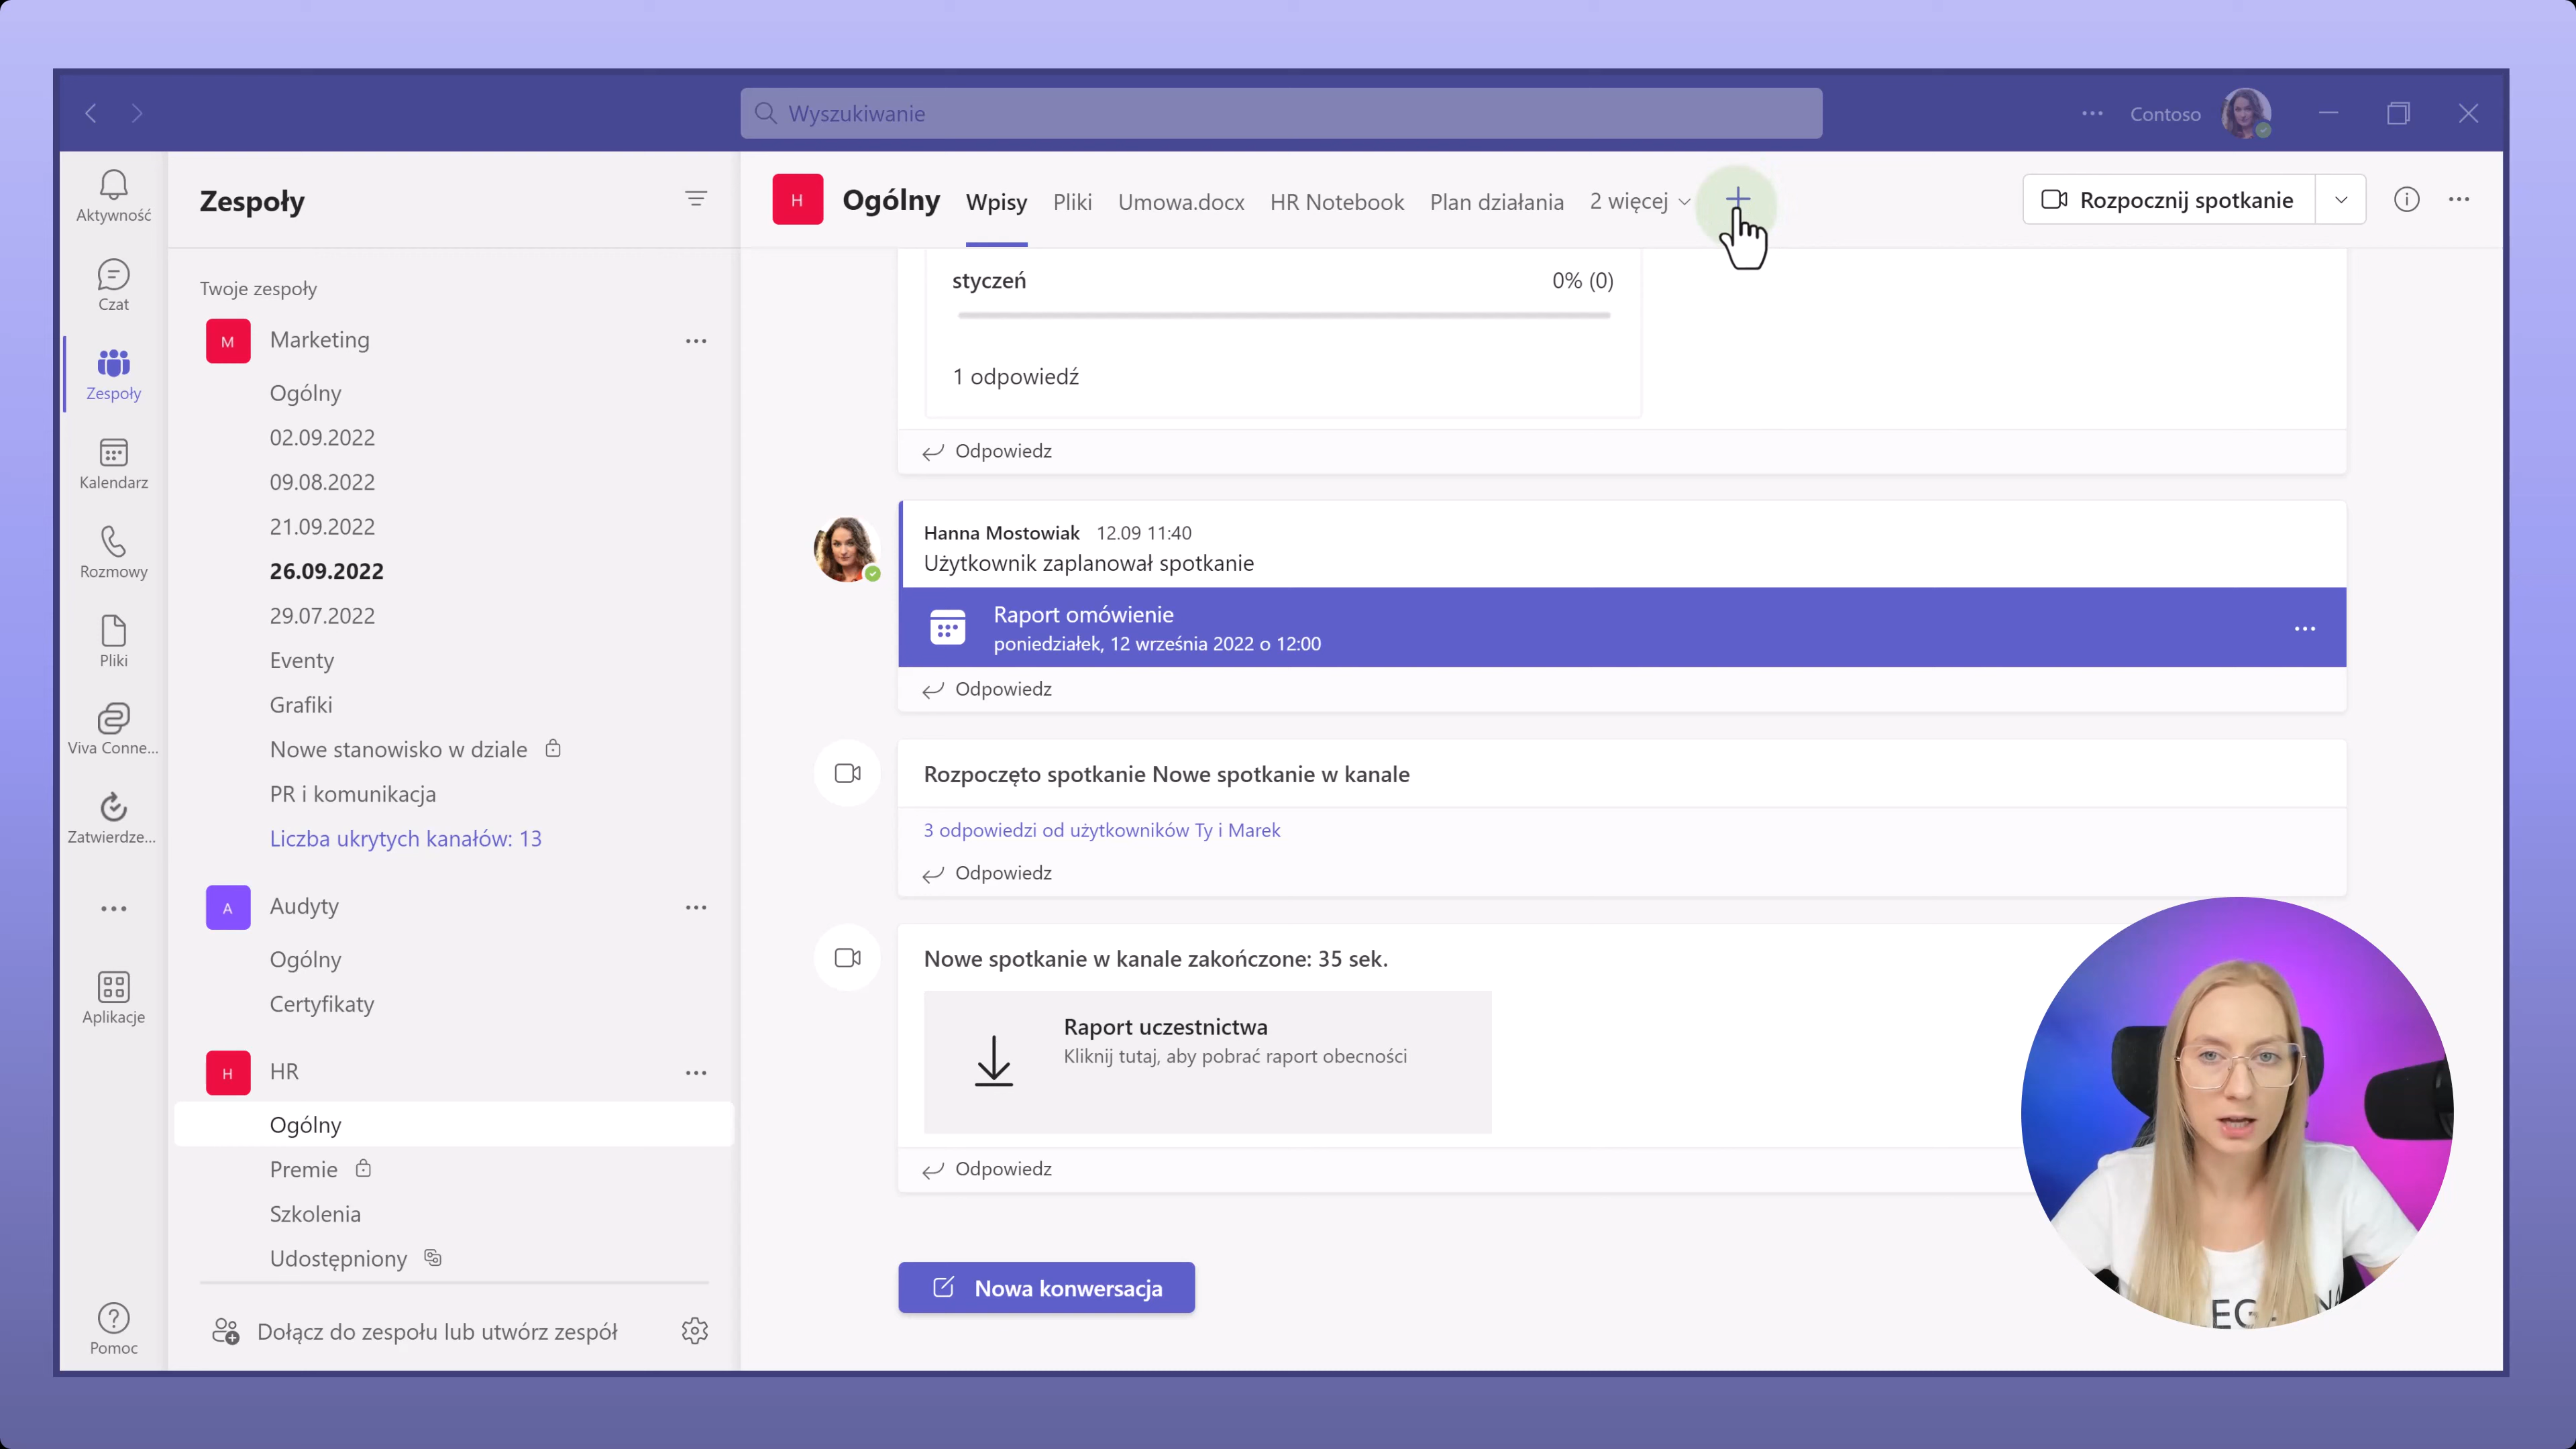 Wyszukiwanie
Contoso
Aktywność
Czat
Zespoły
Kalendarz
Rozmowy
Pliki
Viva Conne...
Zatwierdze...
Aplikacje
Pomoc
Zespoły
Twoje zespoły
M Marketing
Ogólny
02.09.2022
09.08.2022
21.09.2022
26.09.2022
29.07.2022
Eventy
Grafiki
Nowe stanowisko w dziale
PR i komunikacja
Liczba ukrytych kanałów: 13
A Audyty
Ogólny
Certyfikaty
H HR
Ogólny
Premie
Szkolenia
Udostępniony
Dołącz do zespołu lub utwórz zespół
H Ogólny Wpisy Pliki Umowa.docx HR Notebook Plan działania 2 więcej Rozpocznij spotkanie
styczeń 0% (0)
1 odpowiedź
Odpowiedz
Hanna Mostowiak 12.09 11:40
Użytkownik zaplanował spotkanie
Raport omówienie
poniedziałek, 12 września 2022 o 12:00
Odpowiedz
Rozpoczęto spotkanie Nowe spotkanie w kanale
3 odpowiedzi od użytkowników Ty i Marek
Odpowiedz
Nowe spotkanie w kanale zakończone: 35 sek.
Raport uczestnictwa
Kliknij tutaj, aby pobrać raport obecności
Odpowiedz
Nowa konwersacja